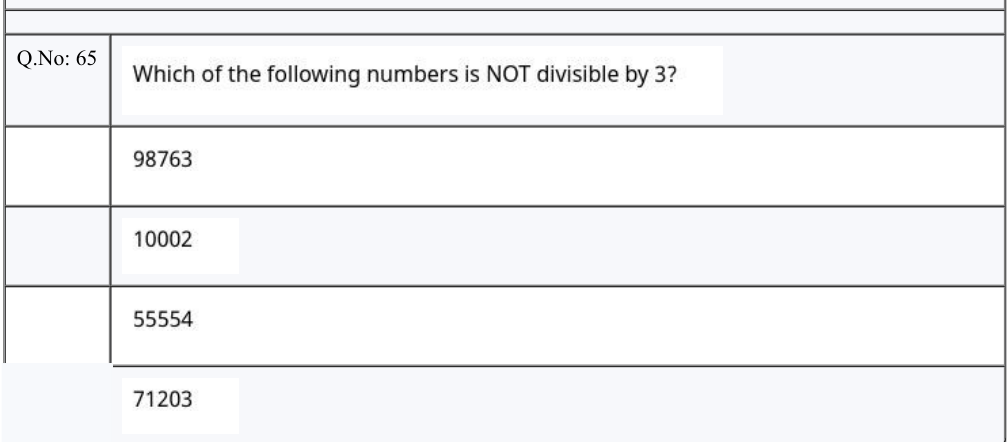 Q.No: 65
Which of the following numbers is NOT divisible by 3?
98763
10002
55554
71203